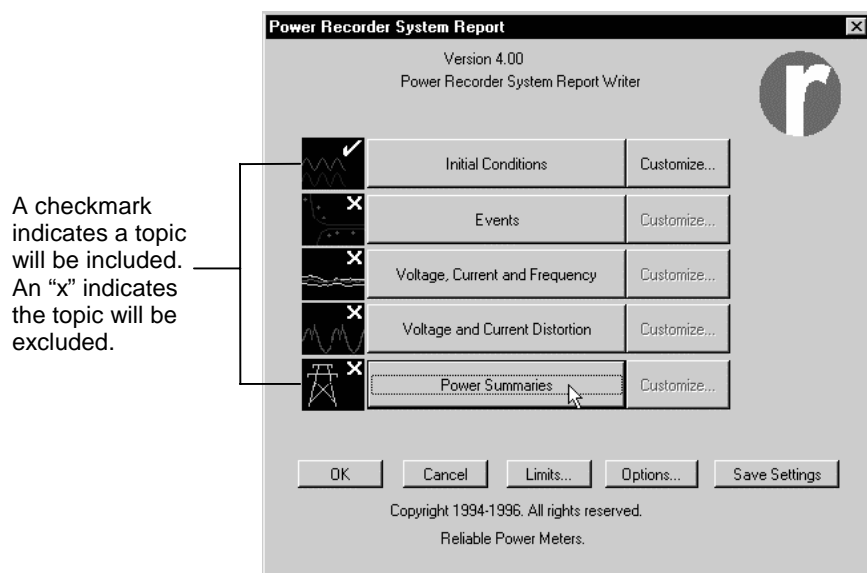 Power Recorder System Report
Version 4.00
Power Recorder System Report Writer
r
A checkmark
indicates a topic
will be included.
An “x” indicates
the topic will be
excluded.
Initial Conditions Customize...
Events Customize...
Voltage, Current and Frequency Customize...
Voltage and Current Distortion Customize...
Power Summaries Customize...
OK Cancel Limits... Options... Save Settings
Copyright 1994-1996. All rights reserved.
Reliable Power Meters.